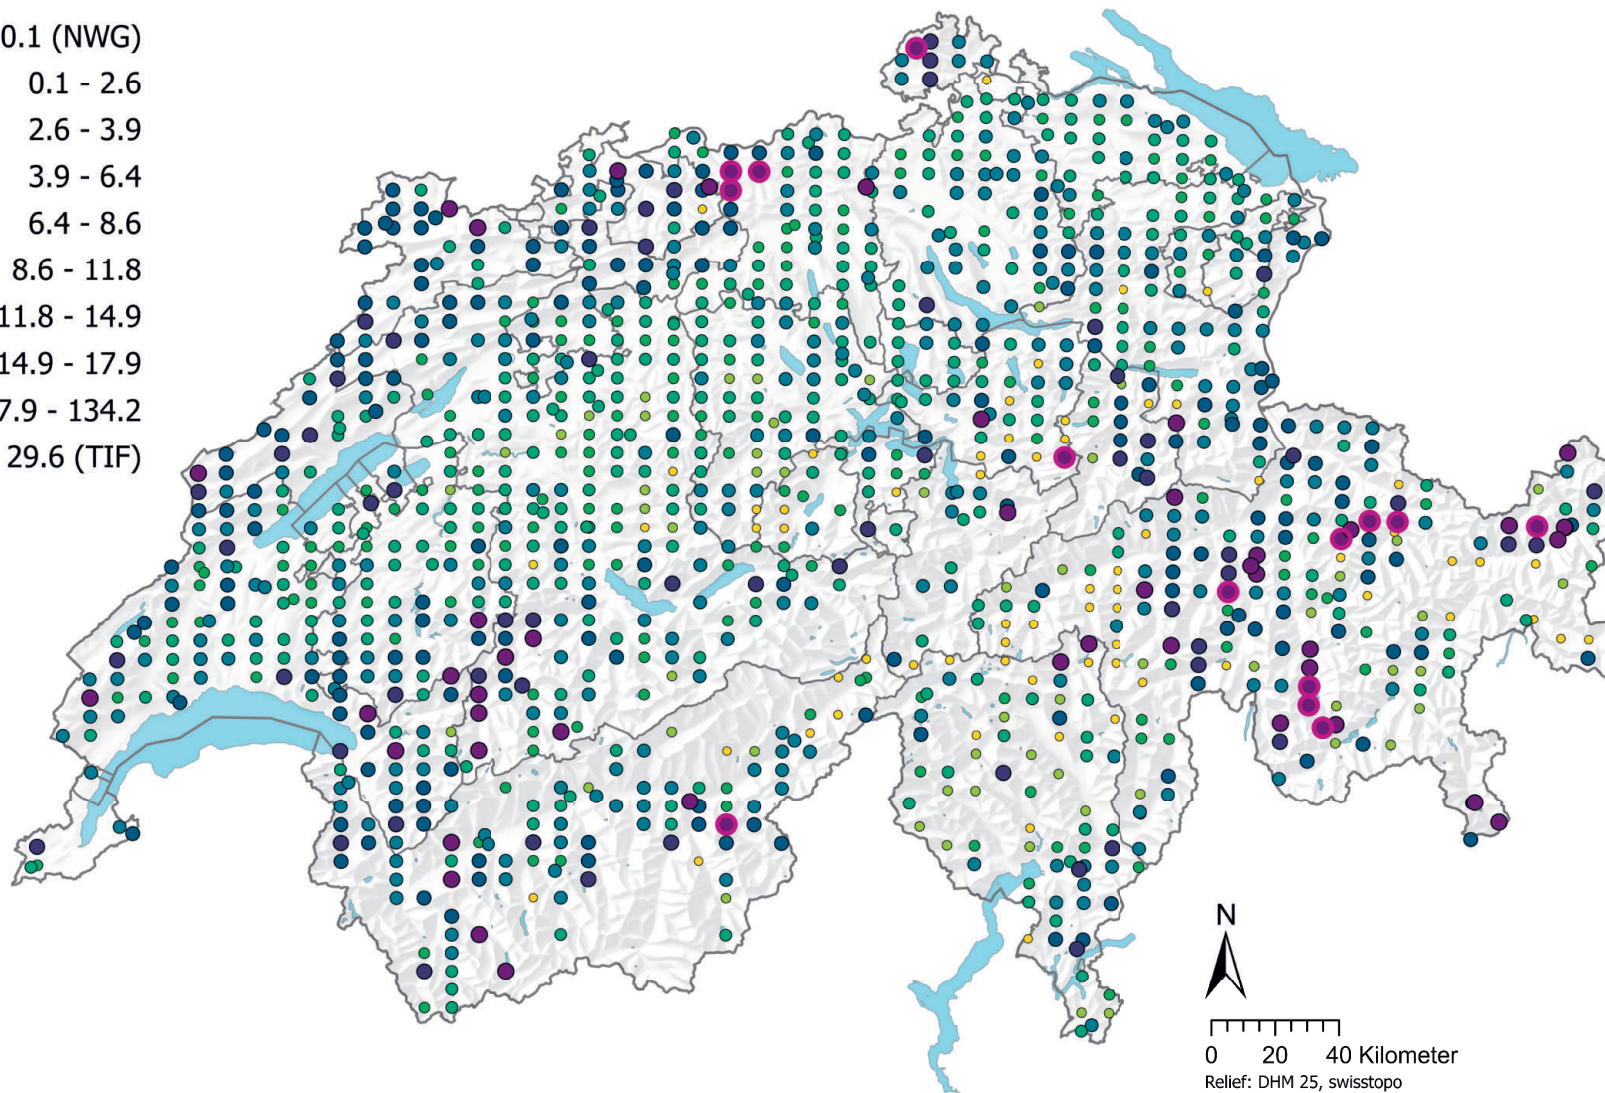 0.1 (NWG)
0.1 - 2.6
2.6 - 3.9
3.9 - 6.4
6.4 - 8.6
8.6 - 11.8
11.8 - 14.9
14.9 - 17.9
7.9 - 134.2
29.6 (TIF)
N
0 20 40 Kilometer
Relief: DHM 25, swisstopo